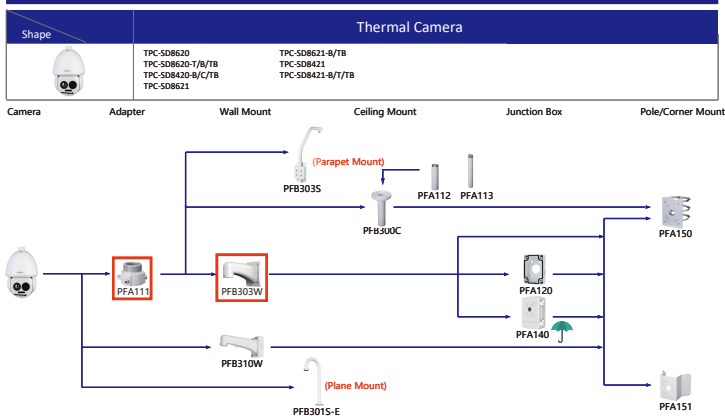 Shape
Thermal Camera
TPC-SD8620
TPC-SD8620-T/B/TB
TPC-SD8420-B/C/TB
TPC-SD8621
TPC-SD8621-B/TB
TPC-SD8421
TPC-SD8421-B/T/TB
Camera Adapter Wall Mount Ceiling Mount Junction Box Pole/Corner Mount
(Parapet Mount)
PFB303S
PFA112 PFA113
PFB300C
PFA150
PFA111
PFB303W
PFA120
PFA140
PFB310W
(Plane Mount)
PFB301S-E
PFA151